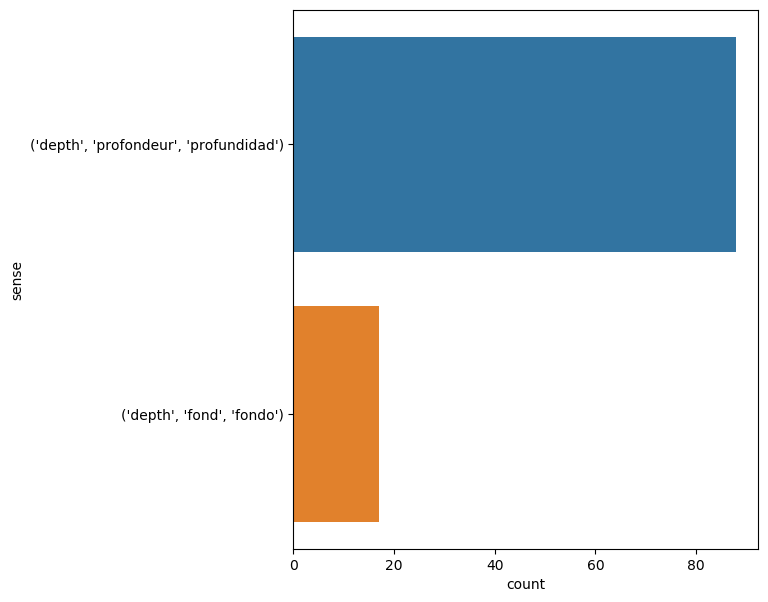 ('depth', 'profondeur', 'profundidad')
('depth', 'fond', 'fondo')
sense
0 20 40 60 80
count